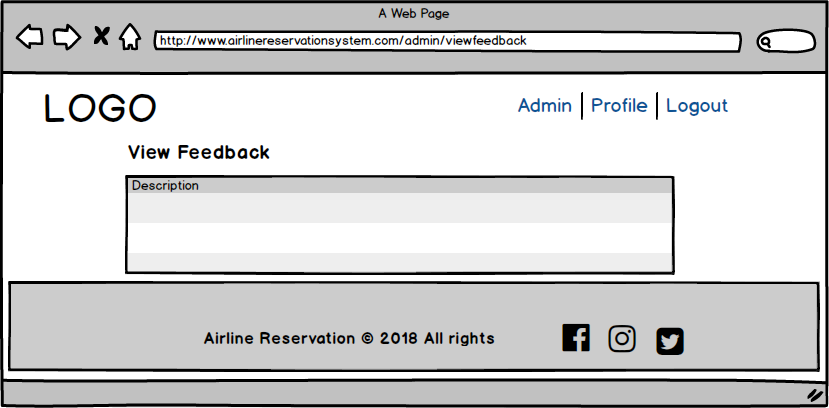 A Web Page
http://www.airlinereservationsystem.com/admin/viewfeedback
LOGO
Admin Profile Logout
View Feedback
Description
Airline Reservation © 2018 All rights